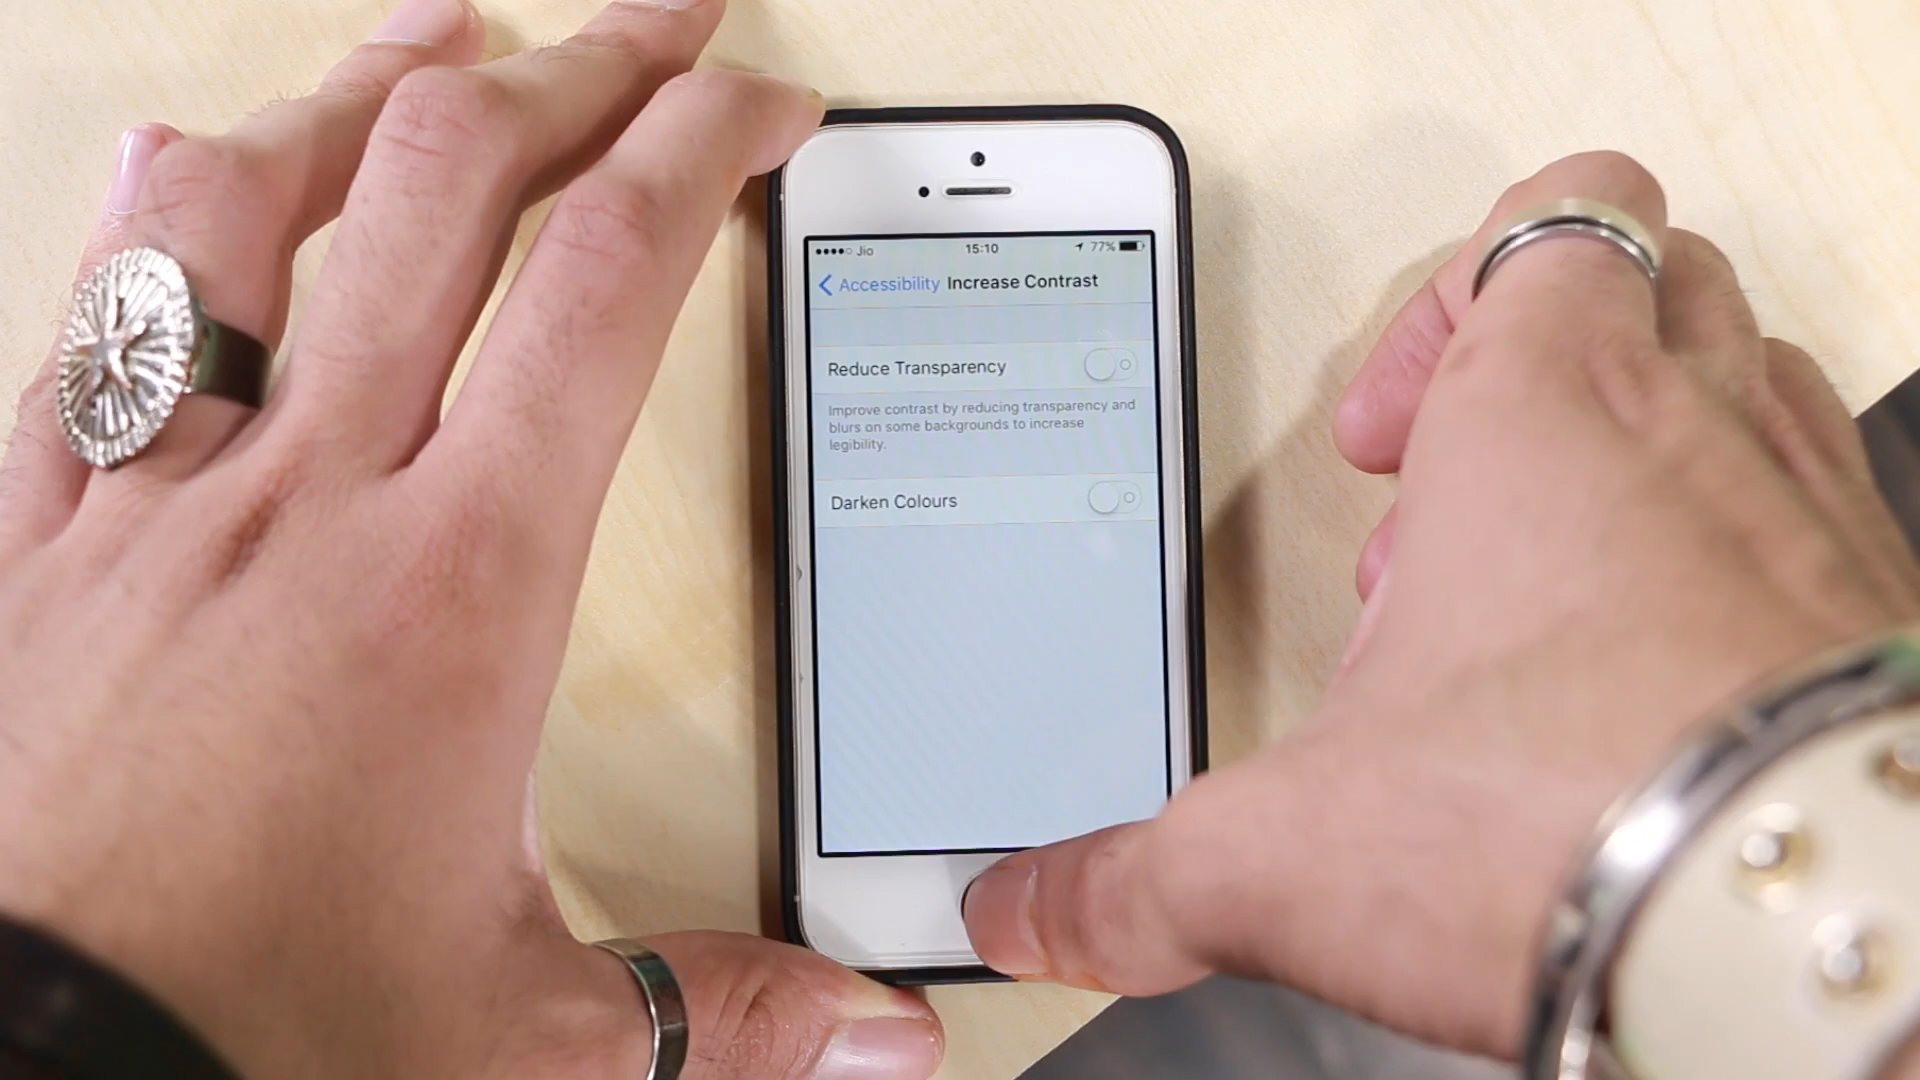 Jio 15:10 77%
Accessibility Increase Contrast
Reduce Transparency
Improve contrast by reducing transparency and
blurs on some backgrounds to increase
legibility.
Darken Colours